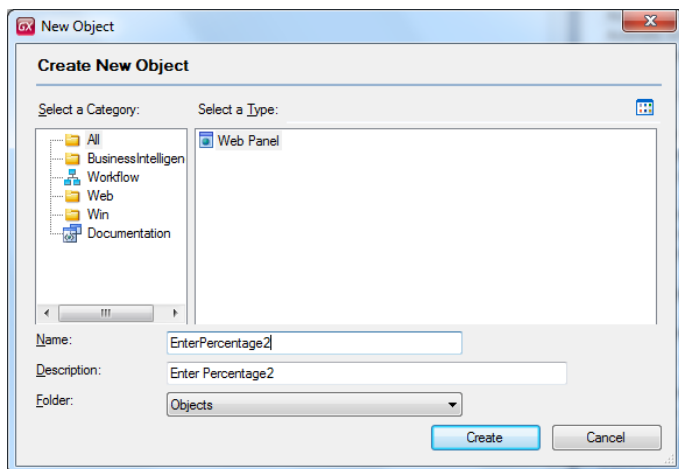 GX New Object
Create New Object
Select a Category:
Select a Type:
All
BusinessIntelligen
Workflow
Web
Win
Documentation
Web Panel
Name:
EnterPercentage2
Description:
Enter Percentage2
Folder:
Objects
Create
Cancel